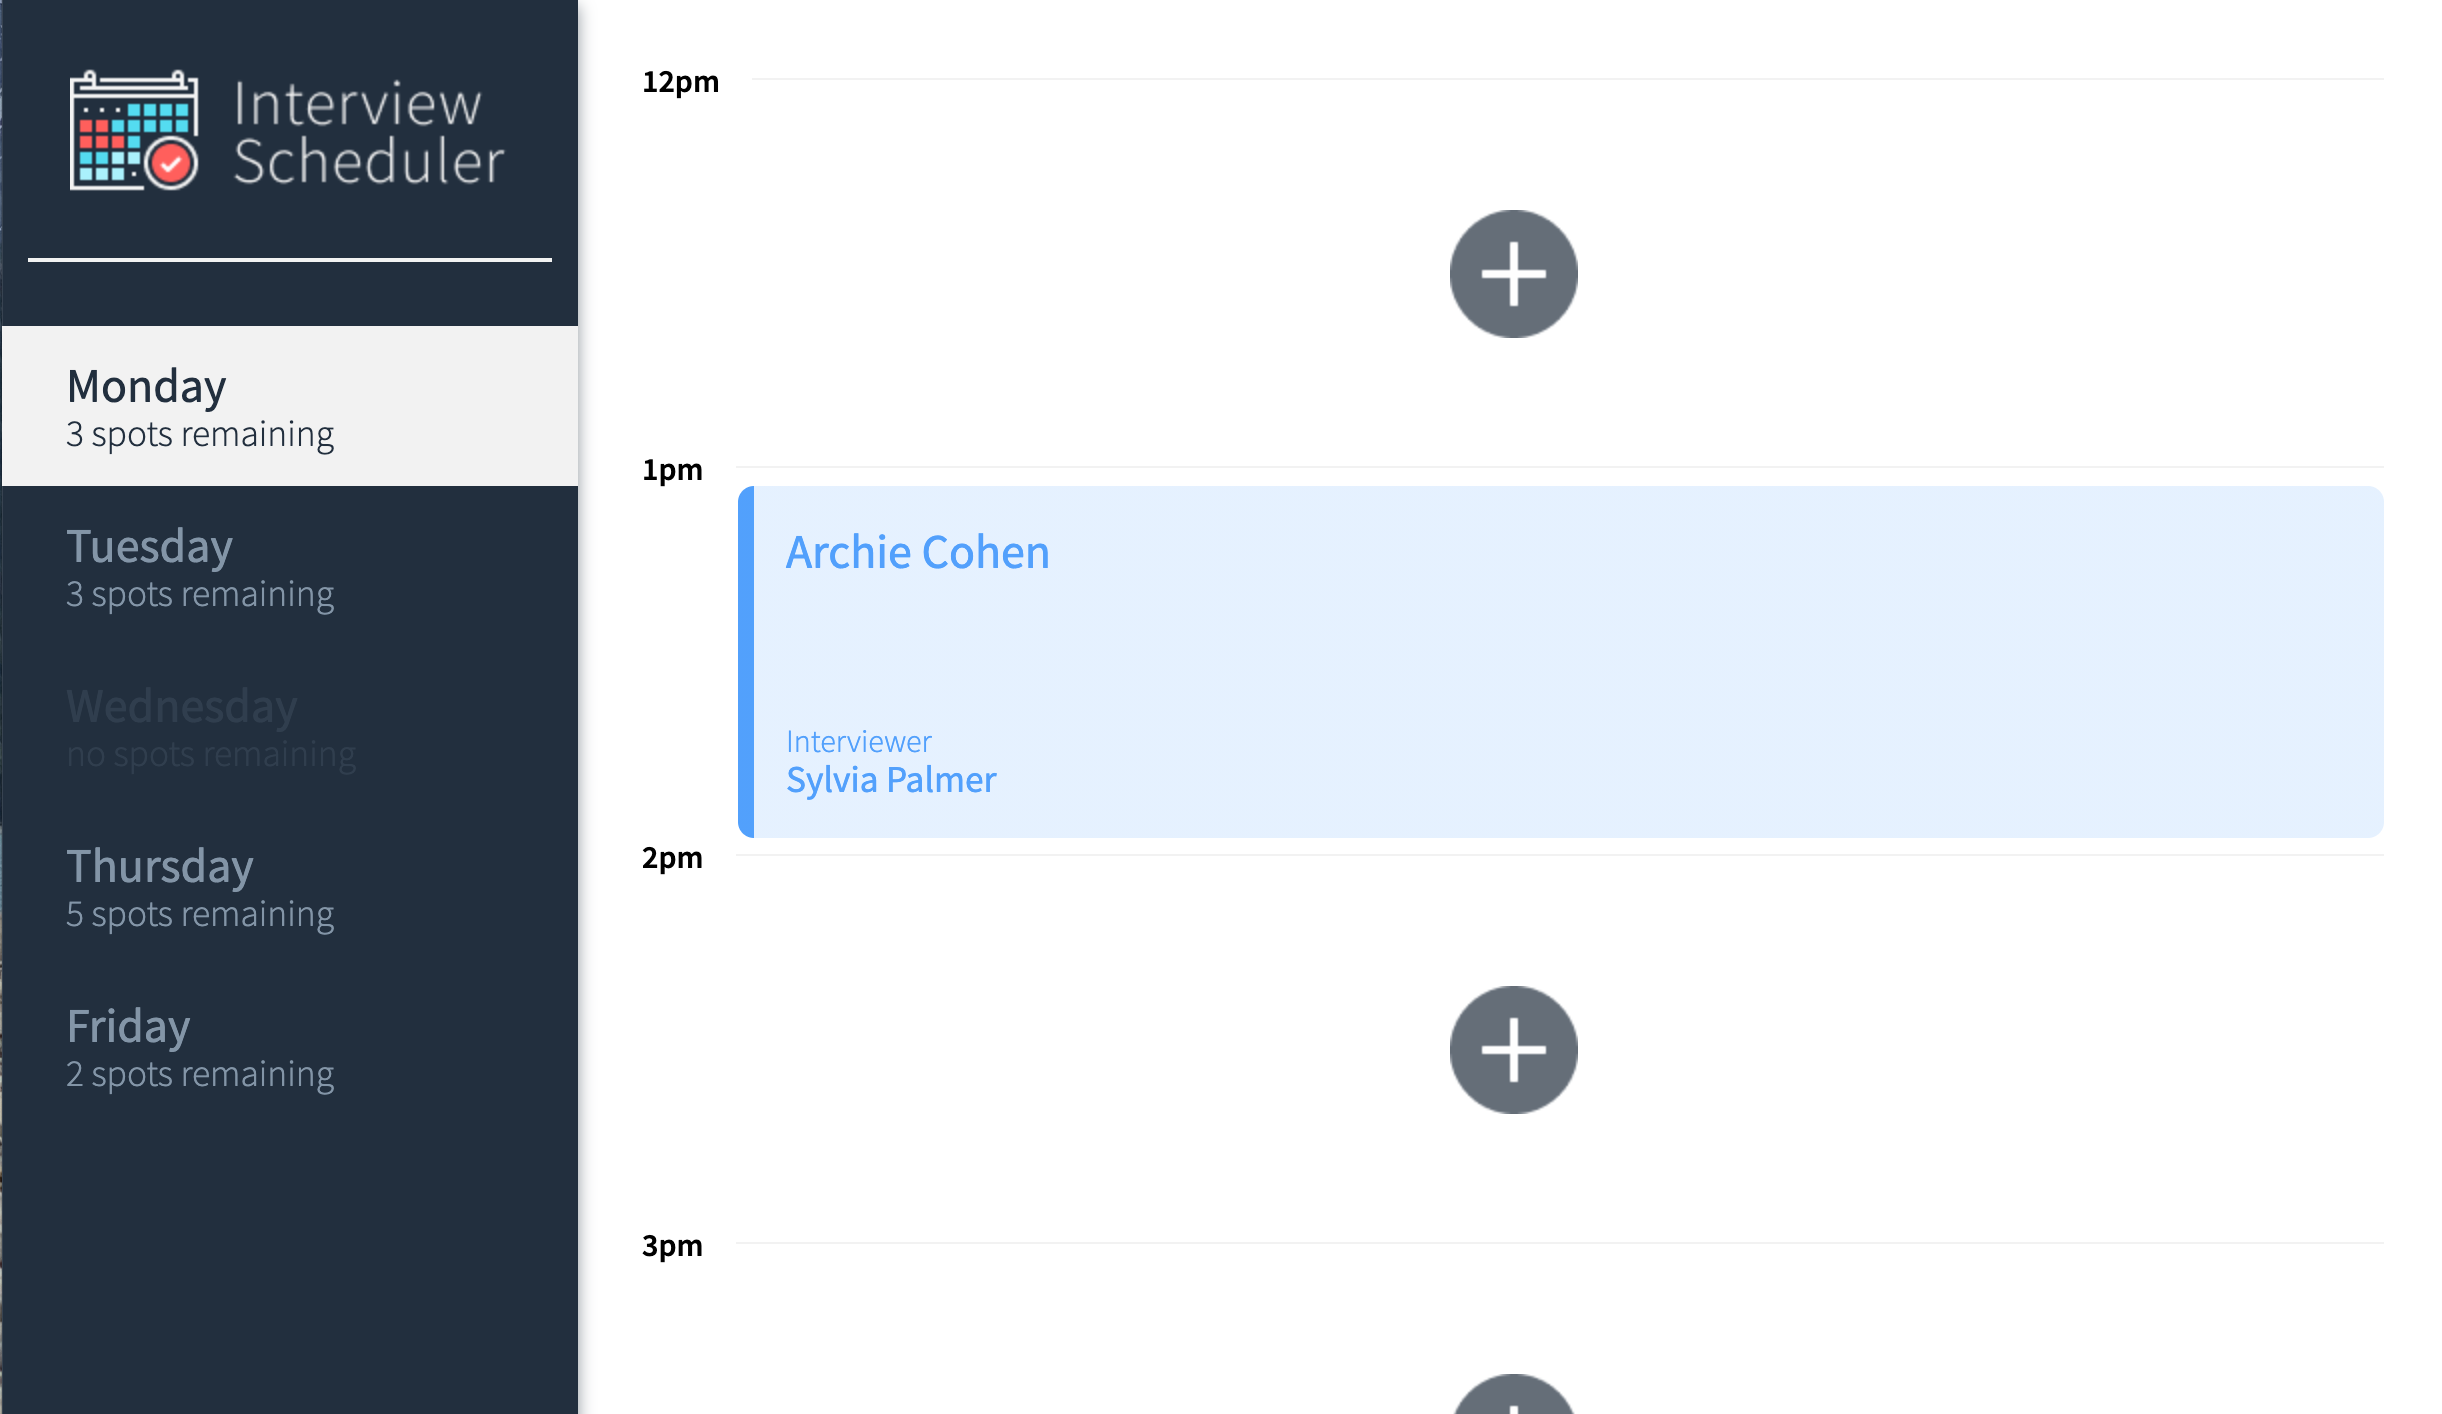 Interview
Scheduler
Monday
3 spots remaining
Tuesday
3 spots remaining
Wednesday
no spots remaining
Thursday
5 spots remaining
Friday
2 spots remaining
12pm
1pm
Archie Cohen
Interviewer
Sylvia Palmer
2pm
3pm